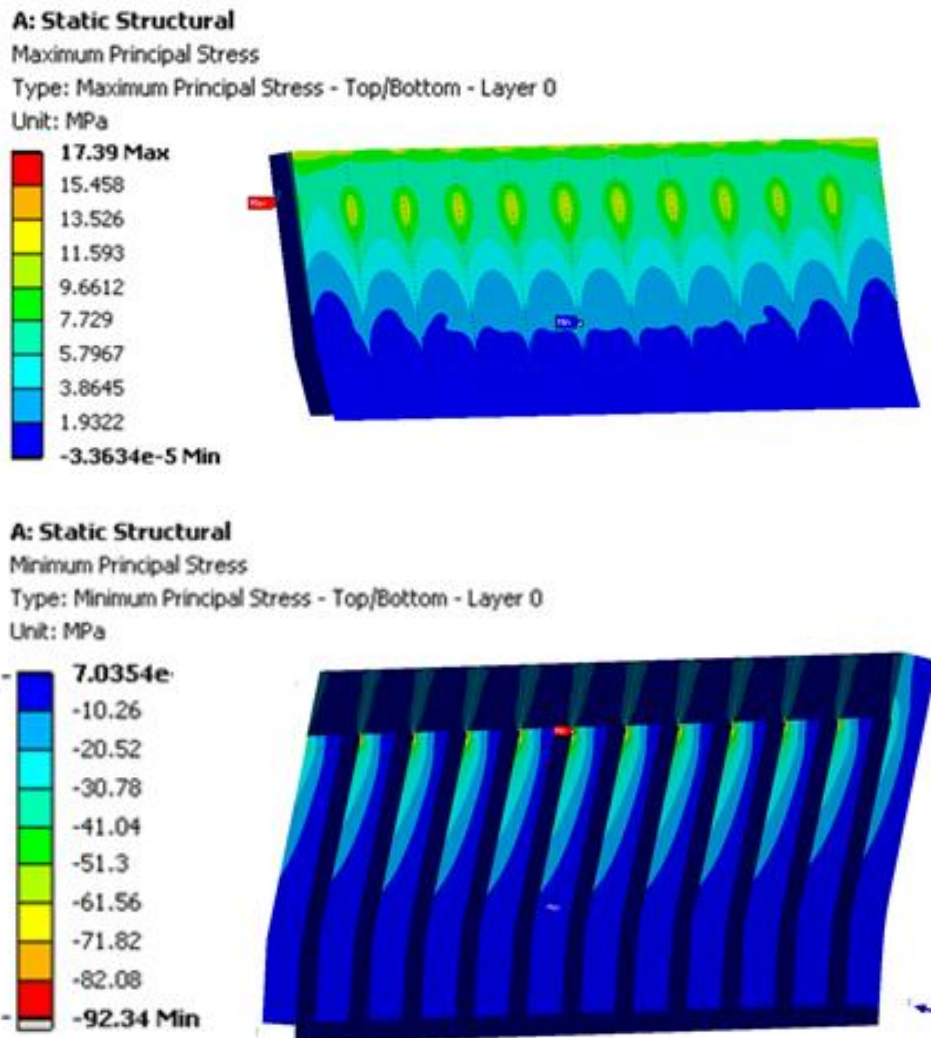 A: Static Structural
Maximum Principal Stress
Type: Maximum Principal Stress - Top/Bottom - Layer 0
Unit: MPa
17.39 Max
15.458
13.526
11.593
9.6612
7.729
5.7967
3.8645
1.9322
-3.3634e-5 Min
Max
Min
A: Static Structural
Minimum Principal Stress
Type: Minimum Principal Stress - Top/Bottom - Layer 0
Unit: MPa
7.0354e-
-10.26
-20.52
-30.78
-41.04
-51.3
-61.56
-71.82
-82.08
-92.34 Min